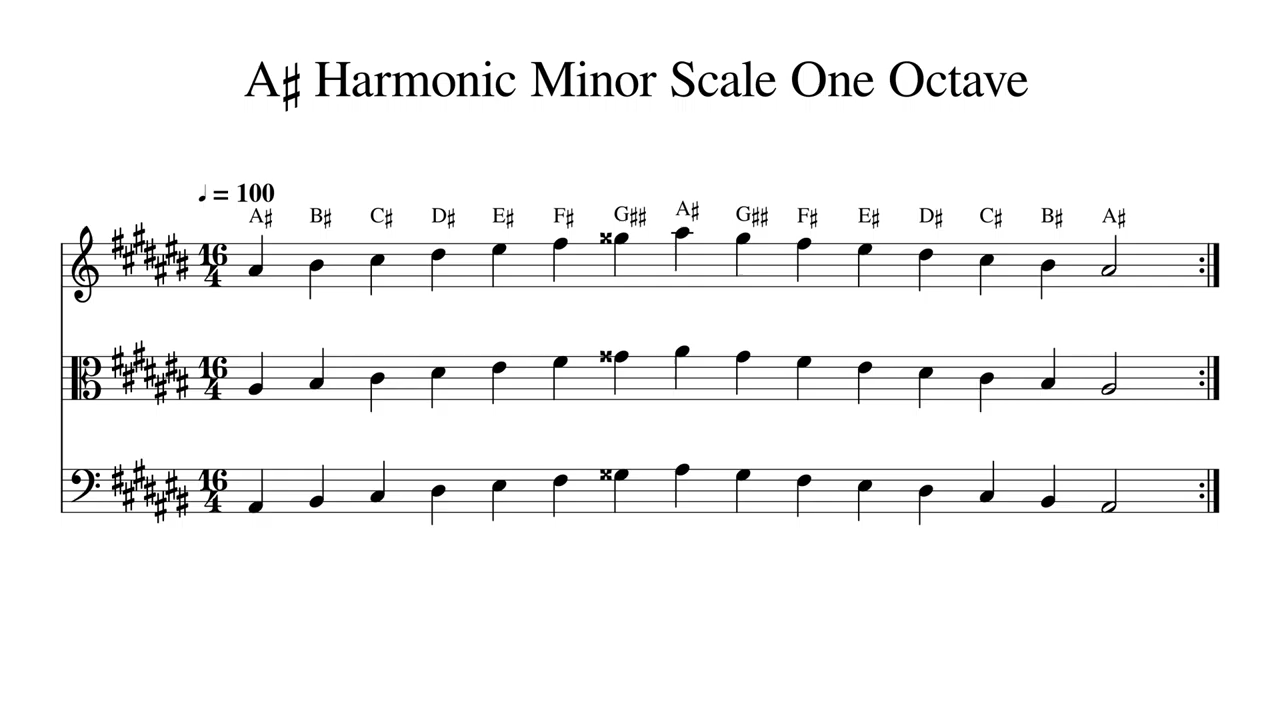 A♯ Harmonic Minor Scale One Octave
♩ = 100
A♯ B♯ C♯ D♯ E♯ F♯ G♯♯ A♯ G♯♯ F♯ E♯ D♯ C♯ B♯ A♯
16
4
16
4
16
4